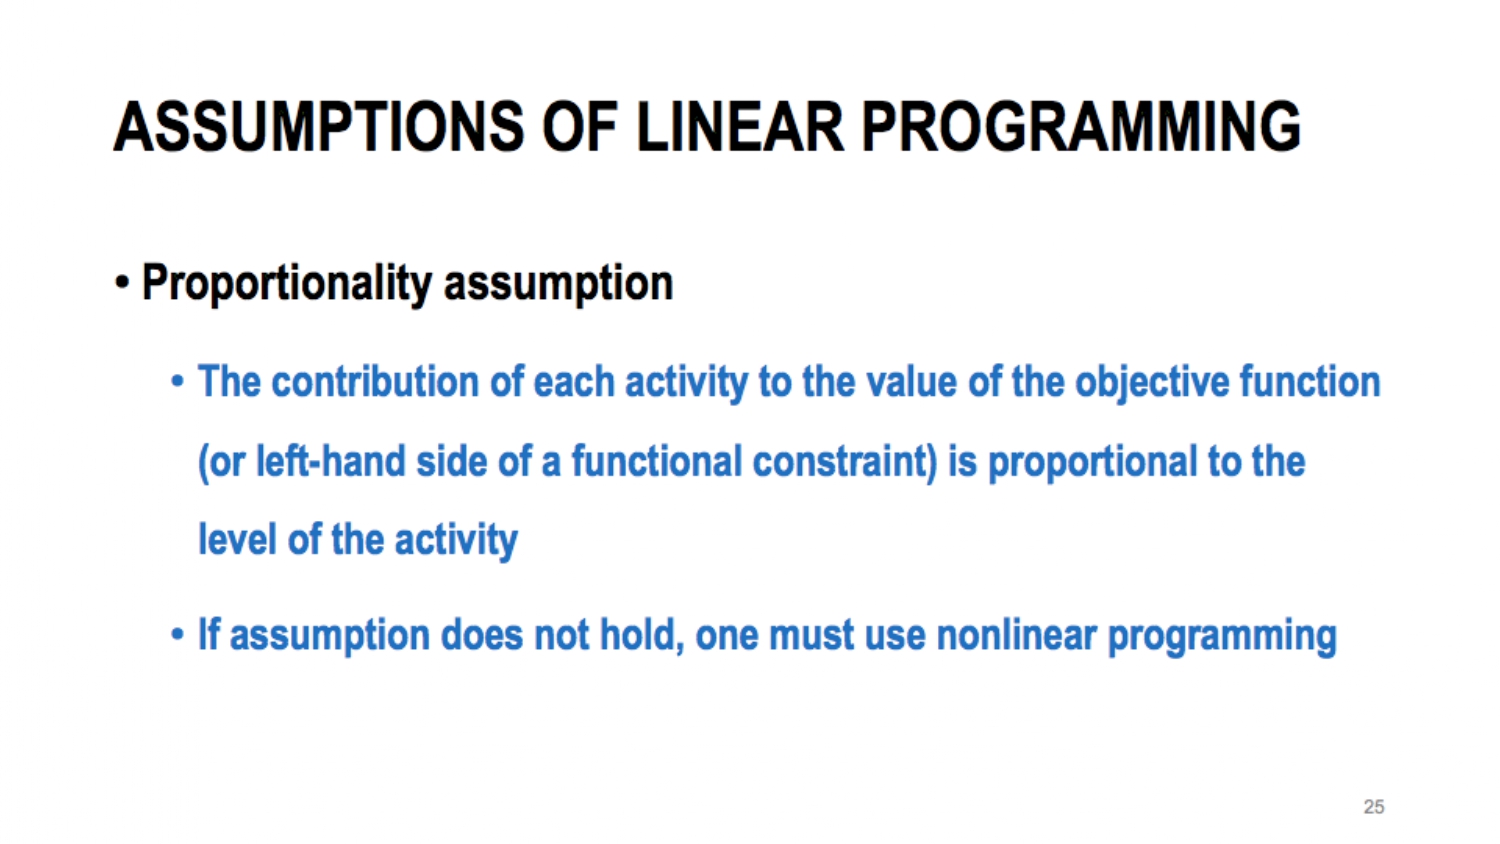 ASSUMPTIONS OF LINEAR PROGRAMMING
• Proportionality assumption
• The contribution of each activity to the value of the objective function
(or left-hand side of a functional constraint) is proportional to the
level of the activity
• If assumption does not hold, one must use nonlinear programming
25